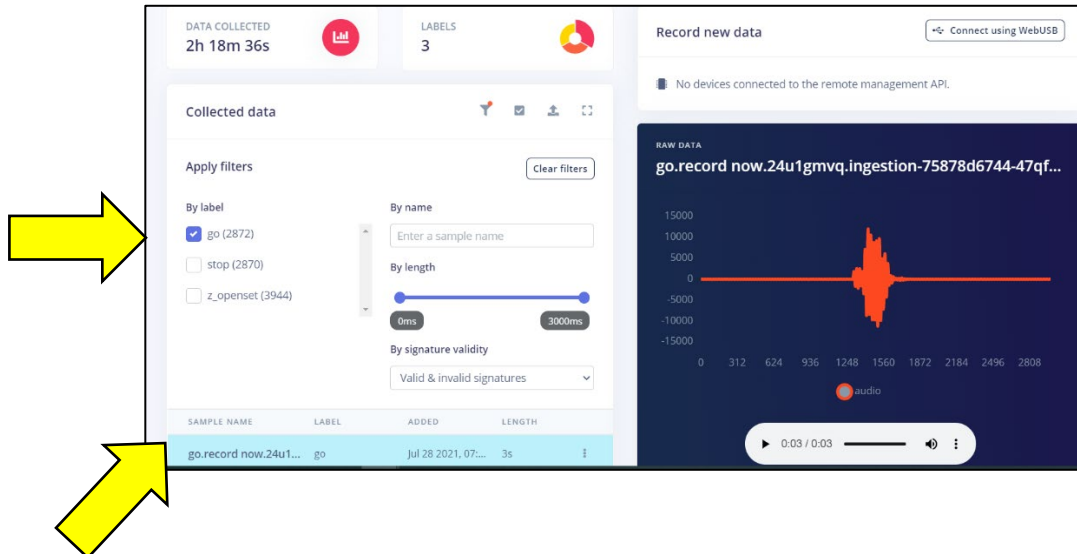 DATA COLLECTED
2h 18m 36s
LABELS
3
Collected data
Apply filters
Clear filters
By label
go (2872)
stop (2870)
z_openset (3944)
By name
Enter a sample name
By length
0ms
3000ms
By signature validity
Valid & invalid signatures
SAMPLE NAME LABEL ADDED LENGTH
go.record now.24u1... go Jul 28 2021, 07:... 3s
Record new data
Connect using WebUSB
No devices connected to the remote management API.
RAW DATA
go.record now.24u1gmvq.ingestion-75878d6744-47qf...
15000
10000
5000
0
-5000
-10000
-15000
0 312 624 936 1248 1560 1872 2184 2496 2808
audio
0:03 / 0:03